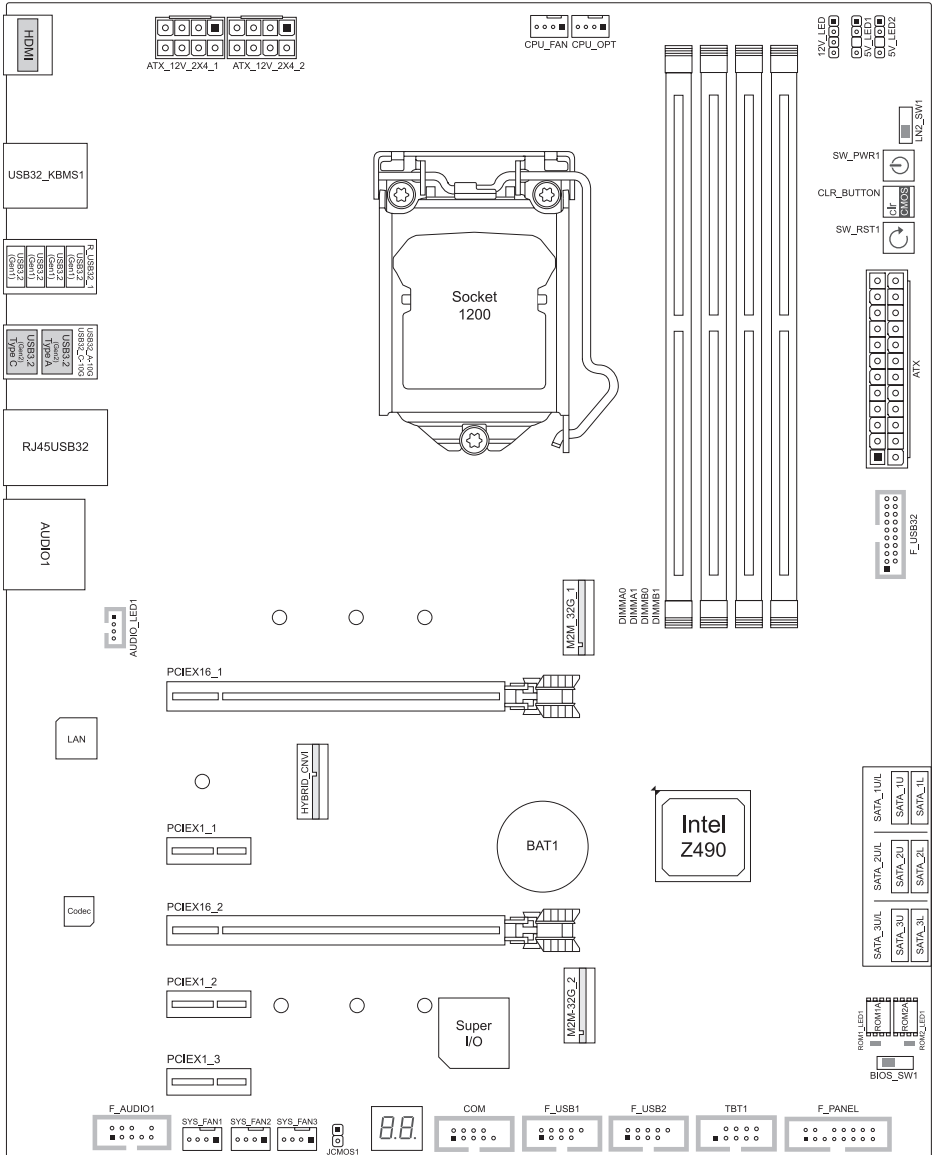 HDMI
ATX_12V_2X4_1
ATX_12V_2X4_2
CPU_FAN
CPU_OPT
12V_LED
5V_LED1
5V_LED2
LN2_SW1
SW_PWR1
CLR_BUTTON
clr
CMOS
SW_RST1
USB32_KBMS1
R_USB32_1
USB3.2
(Gen1)
USB3.2
(Gen1)
USB3.2
(Gen1)
USB3.2
(Gen1)
USB32_A-10G
USB32_C-10G
USB3.2
(Gen2)
Type A
USB3.2
(Gen2)
Type C
RJ45USB32
AUDIO1
Socket
1200
ATX
F_USB32
AUDIO_LED1
M2M_32G_1
DIMMA0
DIMMA1
DIMMB0
DIMMB1
PCIEX16_1
LAN
HYBRID_CNVI
PCIEX1_1
BAT1
Intel
Z490
SATA_1U/L
SATA_1U
SATA_1L
SATA_2U/L
SATA_2U
SATA_2L
SATA_3U/L
SATA_3U
SATA_3L
Codec
PCIEX16_2
PCIEX1_2
M2M-32G_2
Super
I/O
ROM1_LED1
ROM1A
ROM2A
ROM2_LED1
BIOS_SW1
PCIEX1_3
F_AUDIO1
SYS_FAN1
SYS_FAN2
SYS_FAN3
JCMOS1
8.8.
COM
F_USB1
F_USB2
TBT1
F_PANEL